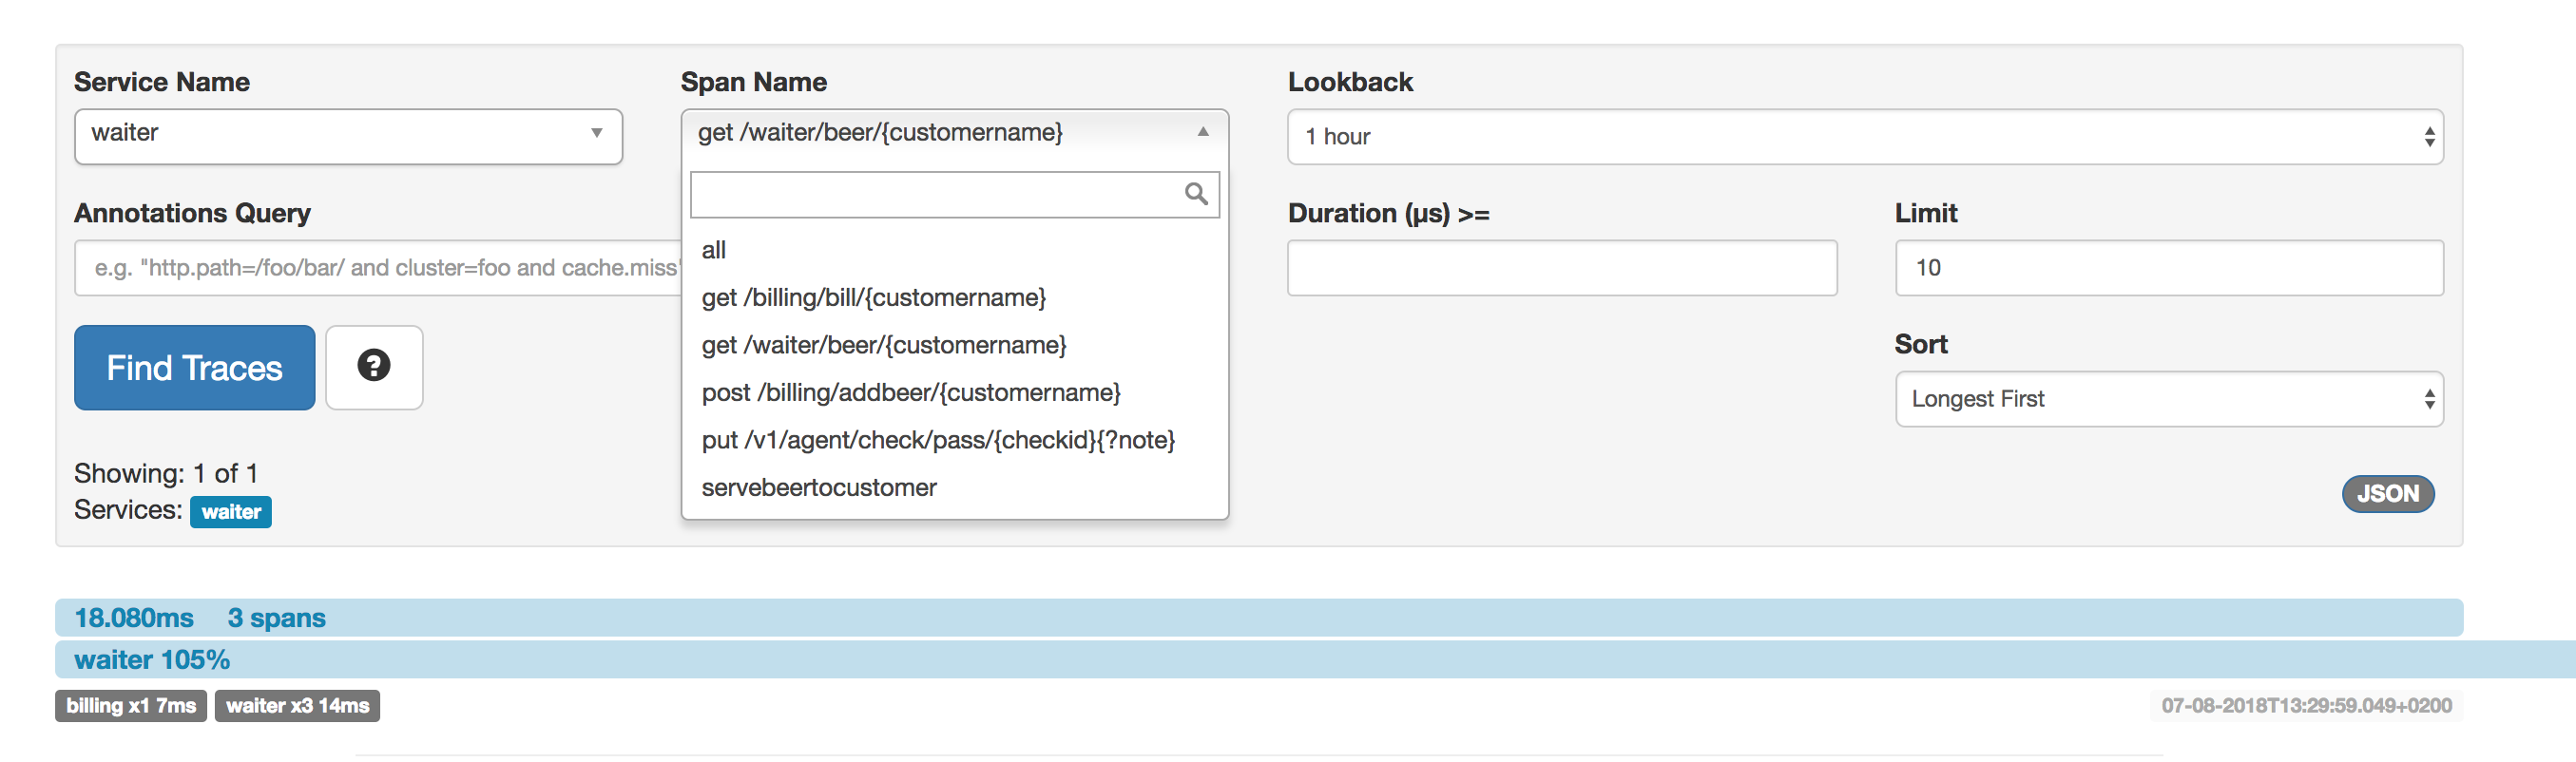 Service Name
waiter
Span Name
get /waiter/beer/{customername}
all
get /billing/bill/{customername}
get /waiter/beer/{customername}
post /billing/addbeer/{customername}
put /v1/agent/check/pass/{checkid}{?note}
servebeertocustomer
Lookback
1 hour
Annotations Query
e.g. "http.path=/foo/bar/ and cluster=foo and cache.miss"
Duration (µs) >=
Limit
10
Find Traces
Sort
Longest First
Showing: 1 of 1
Services: waiter
JSON
18.080ms 3 spans
waiter 105%
billing x1 7ms waiter x3 14ms
07-08-2018T13:29:59.049+0200